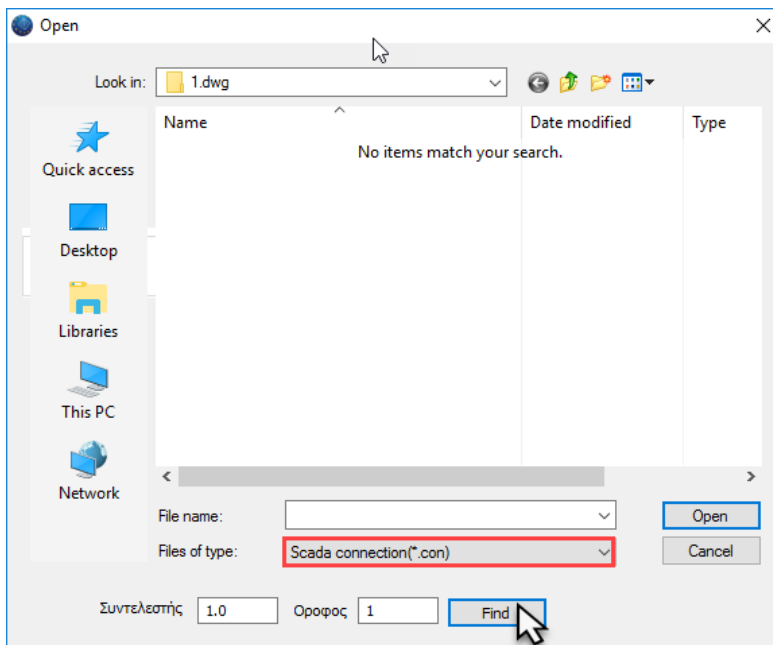 Open
Look in: 1.dwg
Name Date modified Type
No items match your search.
Quick access
Desktop
Libraries
This PC
Network
File name: Open
Files of type: Scada connection(*.con) Cancel
Συντελεστής 1.0 Οροφος 1 Find